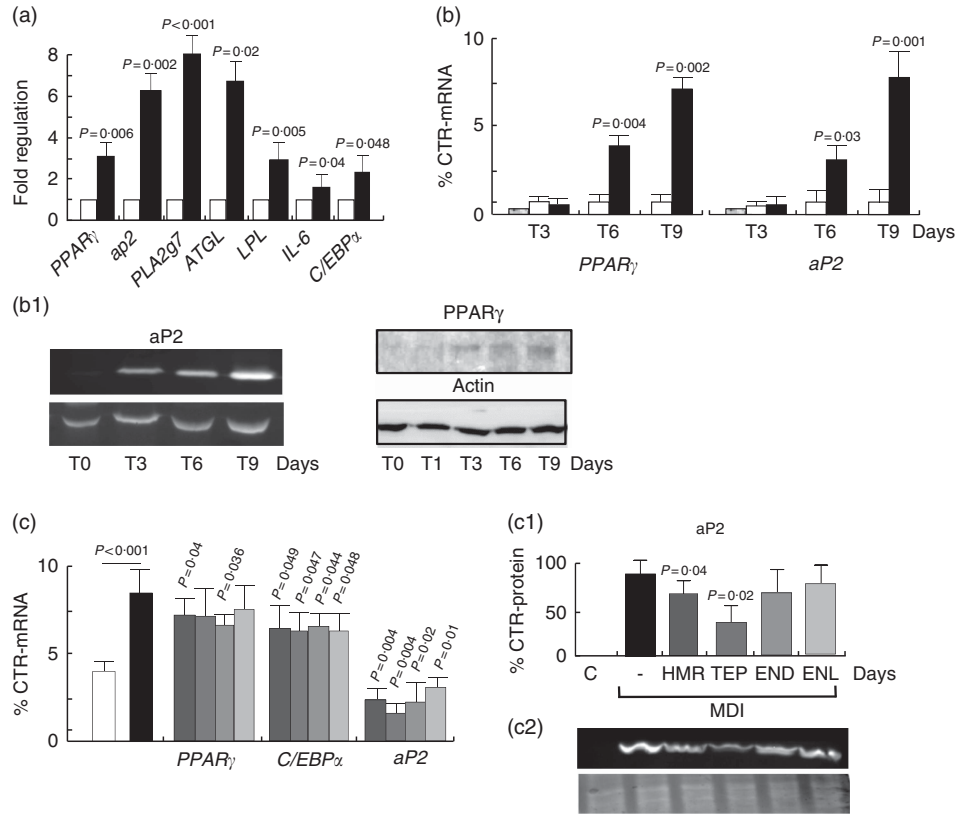 (a)
P<0·001
P=0·002
P=0·02
P=0·006
P=0·005
P=0·04
P=0·048
Fold regulation
8
6
4
2
0
PPARγ
ap2
PLA2g7
ATGL
LPL
IL-6
C/EBPα
(b)
P=0·004
P=0·002
P=0·03
P=0·001
% CTR-mRNA
10
5
0
T3 T6 T9 T3 T6 T9 Days
PPARγ aP2
(b1)
aP2
T0 T3 T6 T9 Days
PPARγ
Actin
T0 T1 T3 T6 T9 Days
(c)
P<0·001
P=0·04
P=0·036
P=0·049
P=0·047
P=0·044
P=0·048
P=0·004
P=0·004
P=0·02
P=0·01
% CTR-mRNA
10
5
0
PPARγ C/EBPα aP2
(c1)
aP2
P=0·04
P=0·02
% CTR-protein
100
50
0
C - HMR TEP END ENL Days
MDI
(c2)